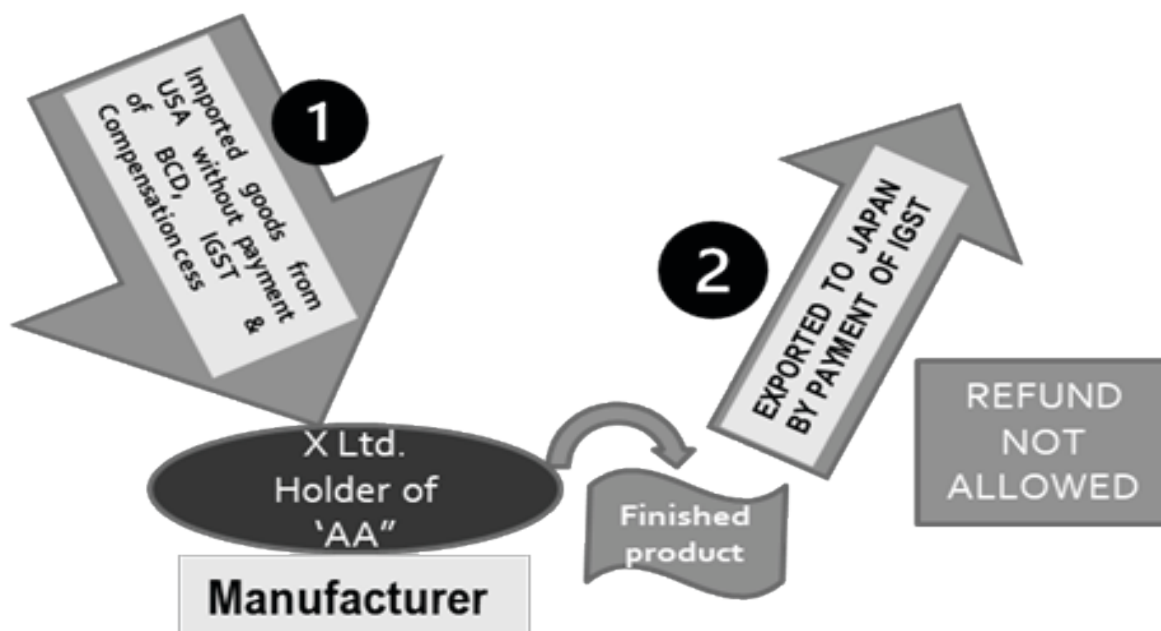 1
Imported goods from
USA without payment
of BCD, IGST &
Compensation cess
X Ltd.
Holder of
‘AA”
Manufacturer
Finished
product
2
EXPORTED TO JAPAN
BY PAYMENT OF IGST
REFUND
NOT
ALLOWED